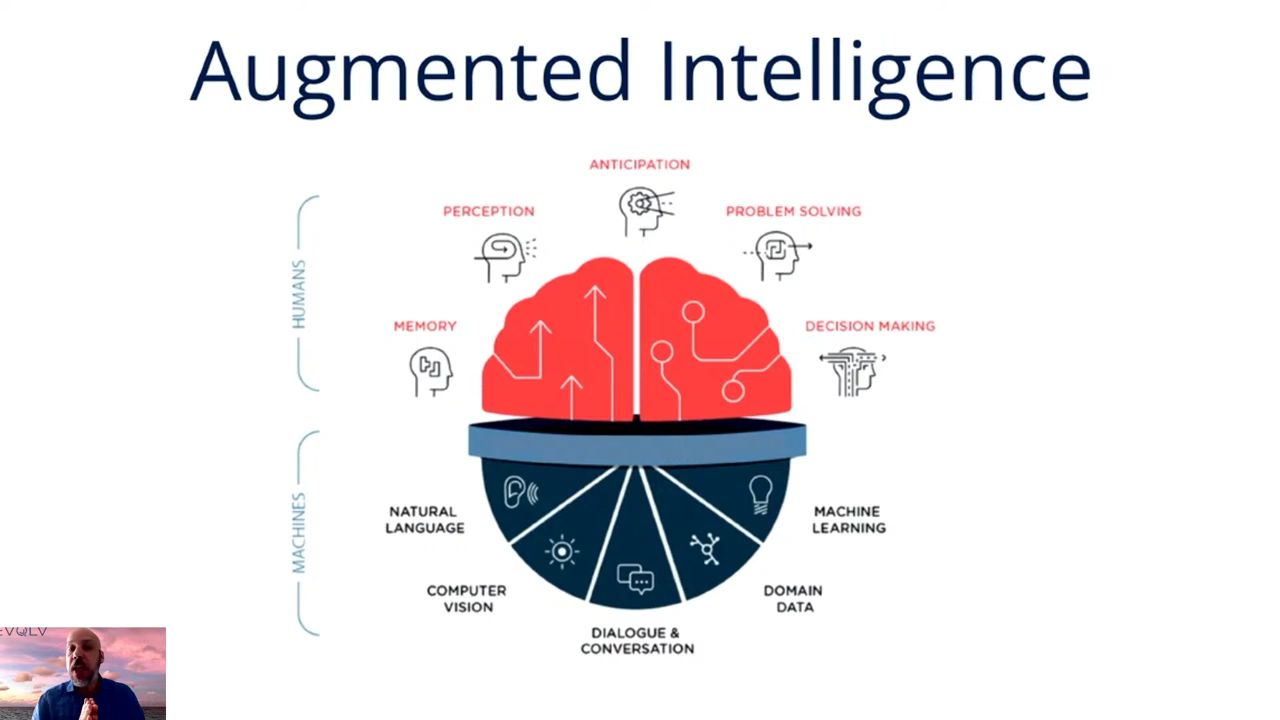 Augmented Intelligence
ANTICIPATION
PERCEPTION
PROBLEM SOLVING
HUMANS
MEMORY
DECISION MAKING
MACHINES
NATURAL
LANGUAGE
MACHINE
LEARNING
COMPUTER
VISION
DOMAIN
DATA
DIALOGUE &
CONVERSATION
EVOLV